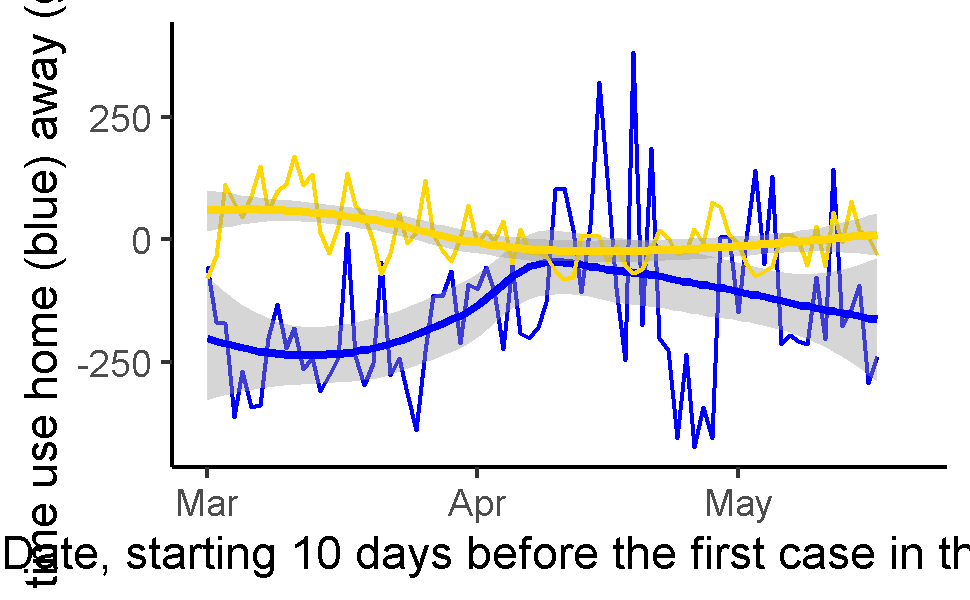 time use home (blue) away (
250
0
-250
Mar Apr May
Date, starting 10 days before the first case in th